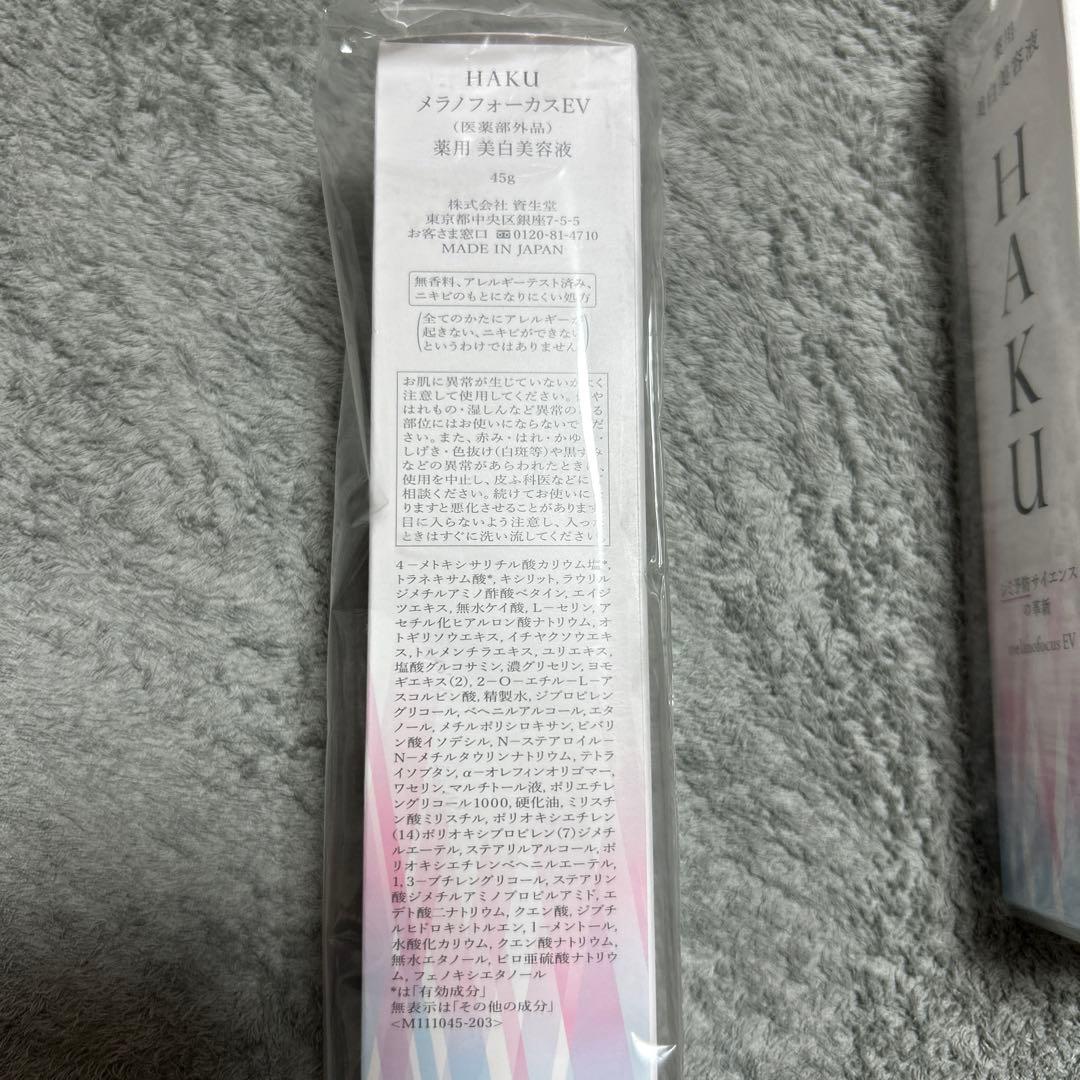 HAKU
メラノフォーカスEV
(医薬部外品)
薬用 美白美容液
45g
株式会社 資生堂
東京都中央区銀座7-5-5
お客さま窓口 0120-81-4710
MADE IN JAPAN
無香料、アレルギーテスト済み、
ニキビのもとになりにくい処方
(全てのかたにアレルギーが
起きない、ニキビができない
というわけではありません)
お肌に異常が生じていないかよく
注意して使用してください。
はれもの・湿しんなど異常のある
部位にはお使いにならないでくだ
さい。また、赤み・はれ・かゆ
しげき・色抜け(白斑等)や黒ずみ
などの異常があらわれたときは、
使用を中止し、皮ふ科医などに
相談ください。続けてお使いにな
りますと悪化させることがあります
目に入らないよう注意し、入った
ときはすぐに洗い流してください
4－メトキシサリチル酸カリウム塩*,
トラネキサム酸*, キシリット, ラウリル
ジメチルアミノ酢酸ベタイン, エイジ
ツエキス, 無水ケイ酸, L－セリン, ア
セチル化ヒアルロン酸ナトリウム, オ
トギリソウエキス, イチヤクソウエキ
ス, トルメンチラエキス, ユリエキス,
塩酸グルコサミン, 濃グリセリン, ヨモ
ギエキス(2), 2－O－エチル－L－ア
スコルビン酸, 精製水, ジプロピレン
グリコール, ベヘニルアルコール, エタ
ノール, メチルポリシロキサン, ピバリ
ン酸イソデシル, N－ステアロイル－
N－メチルタウリンナトリウム, テトラ
イソブタン, α－オレフィンオリゴマー,
ワセリン, マルチトール液, ポリエチレ
ングリコール1000, 硬化油, ミリスチ
ン酸ミリスチル, ポリオキシエチレン
(14)ポリオキシプロピレン(7)ジメチ
ルエーテル, ステアリルアルコール, ポ
リオキシエチレンベヘニルエーテル,
1, 3－ブチレングリコール, ステアリン
酸ジメチルアミノプロピルアミド, エ
デト酸二ナトリウム, クエン酸, ジブチ
ルヒドロキシトルエン, l－メントール,
水酸化カリウム, クエン酸ナトリウム,
無水エタノール, ピロ亜硫酸ナトリウ
ム, フェノキシエタノール
*は「有効成分」
無表示は「その他の成分」
<M111045-203>
薬用
美白美容液
HAKU
シミ予防サイエンス
の革新
focus EV